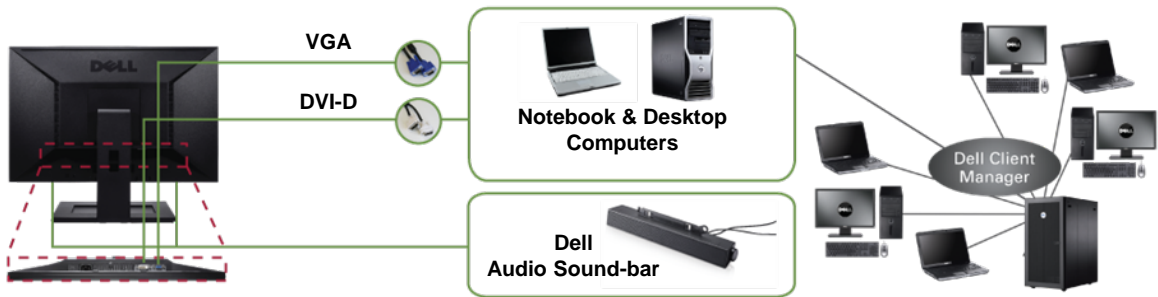 DELL
VGA
DVI-D
Notebook & Desktop
Computers
Dell
Audio Sound-bar
Dell Client
Manager